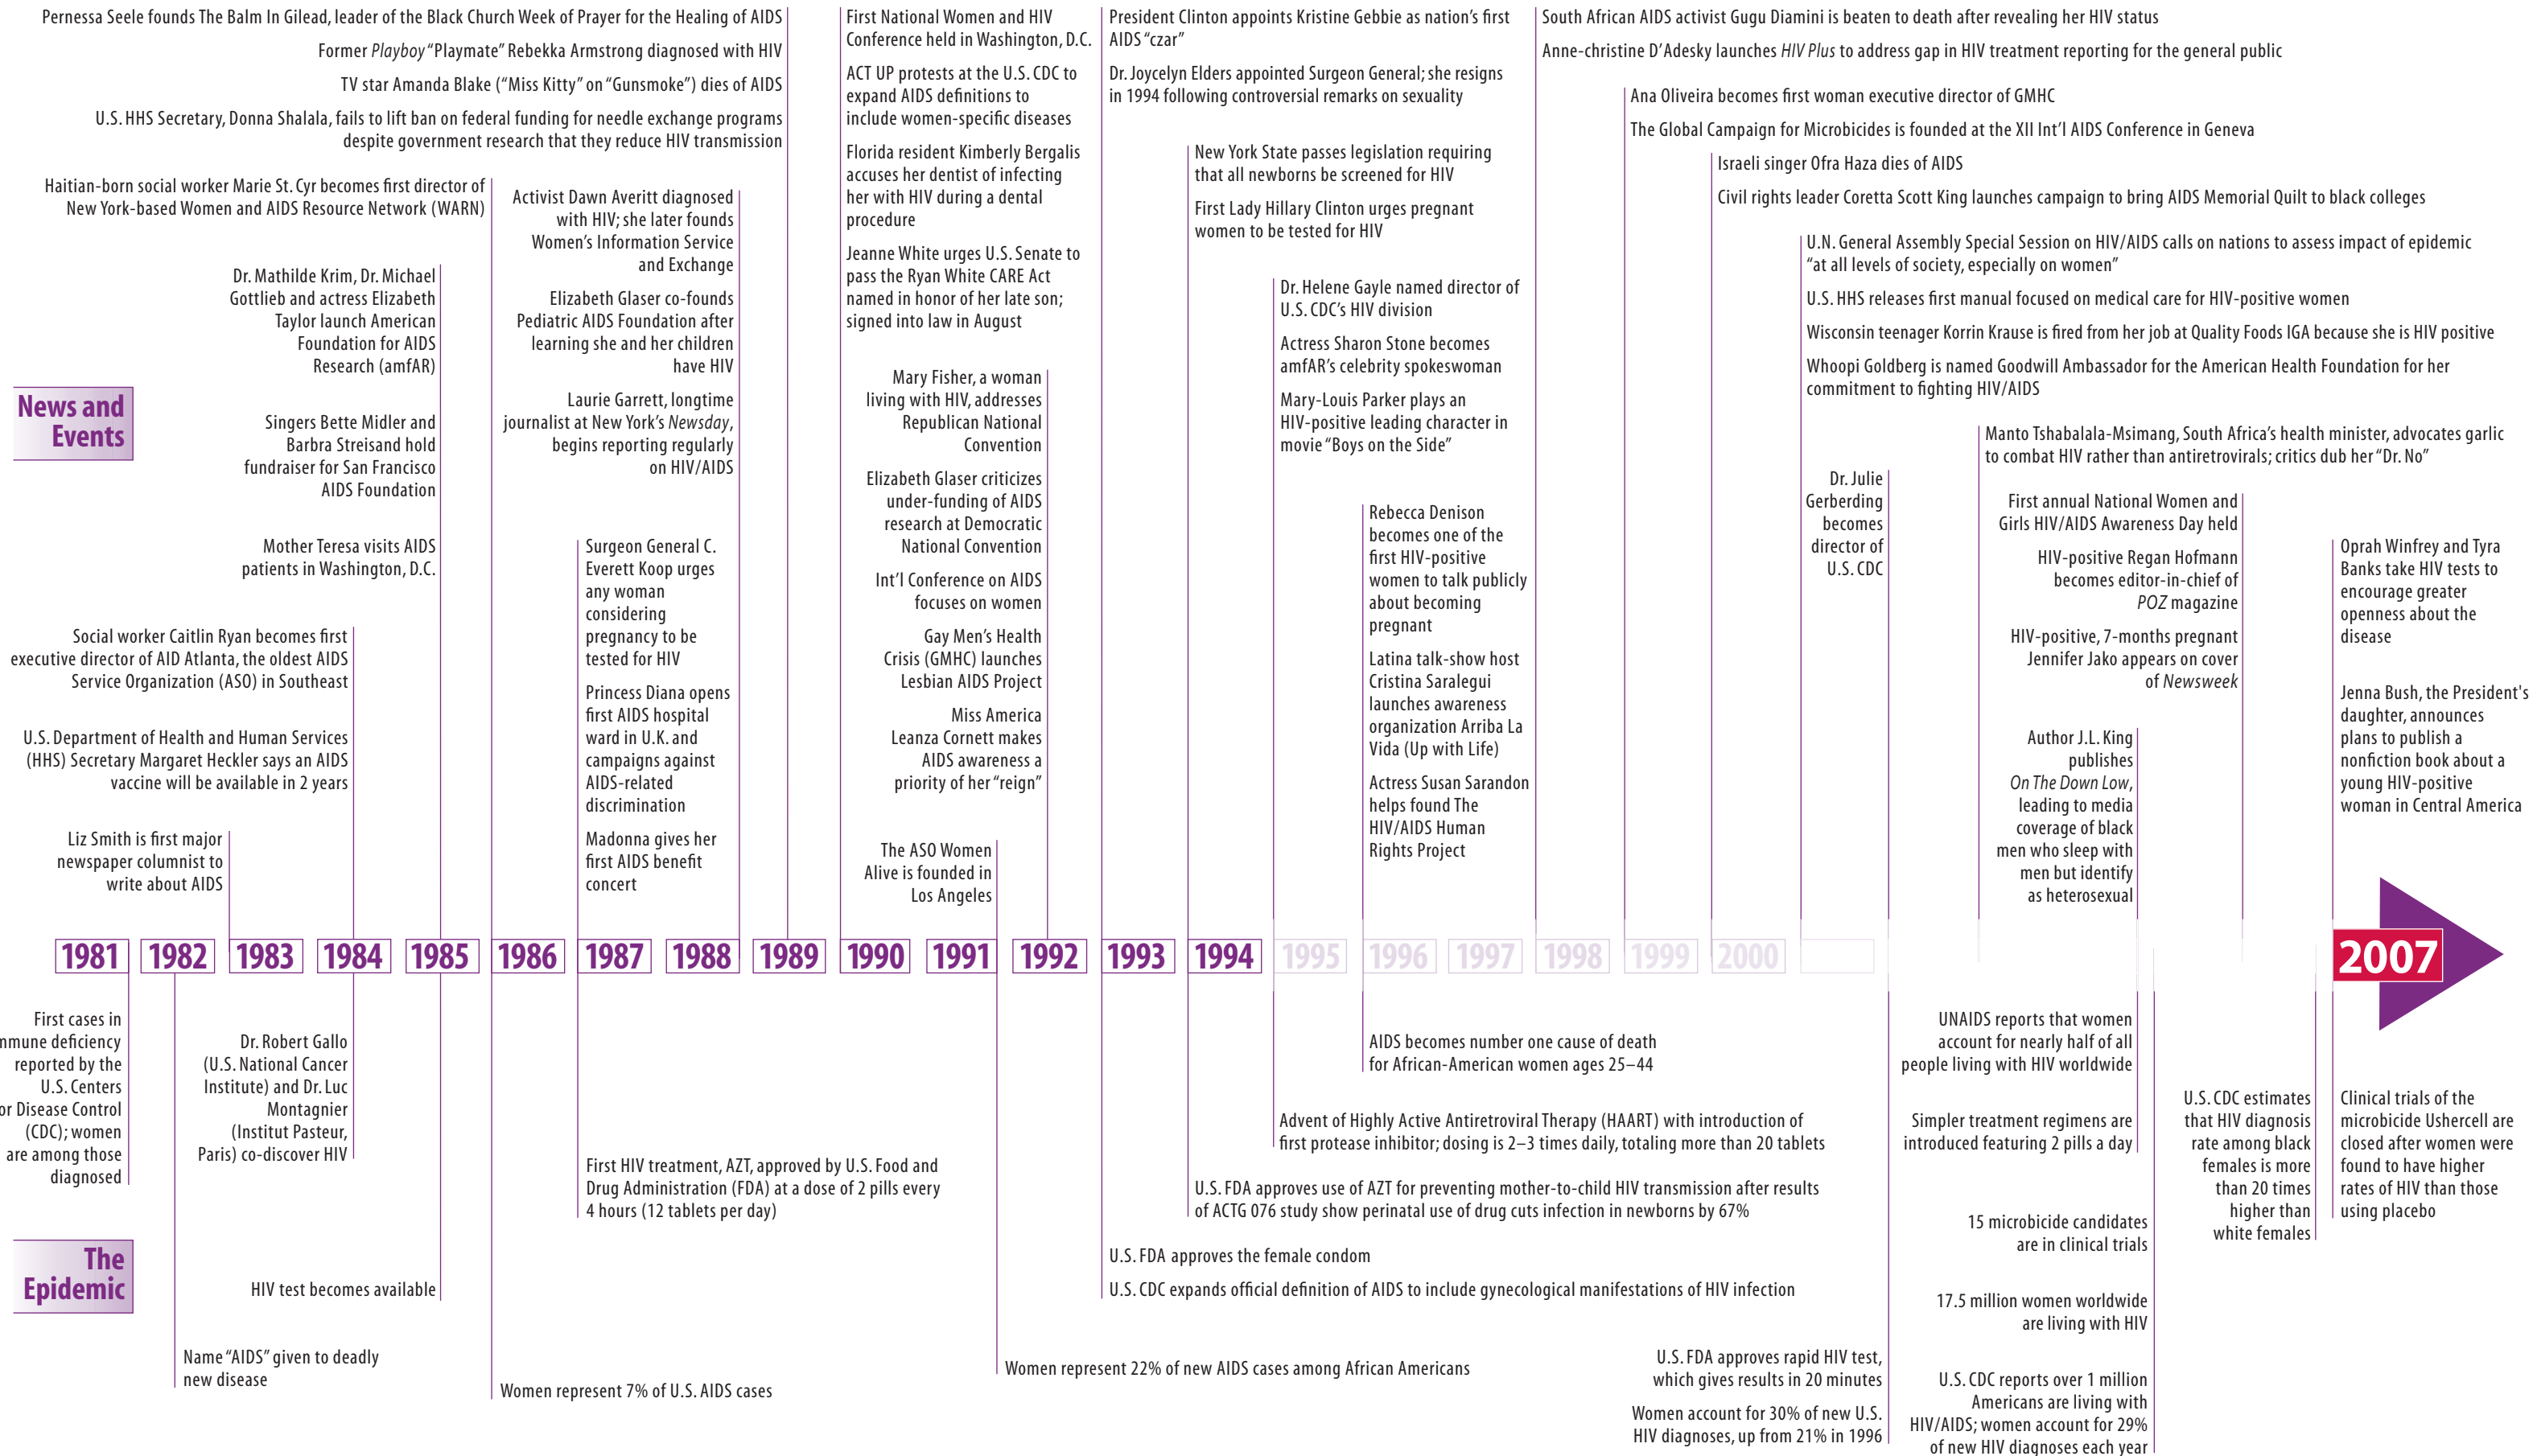 Pernessa Seele founds The Balm In Gilead, leader of the Black Church Week of Prayer for the Healing of AIDS
Former Playboy “Playmate” Rebekka Armstrong diagnosed with HIV
TV star Amanda Blake (“Miss Kitty” on “Gunsmoke”) dies of AIDS
U.S. HHS Secretary, Donna Shalala, fails to lift ban on federal funding for needle exchange programs
despite government research that they reduce HIV transmission
Haitian-born social worker Marie St. Cyr becomes first director of
New York-based Women and AIDS Resource Network (WARN)
Dr. Mathilde Krim, Dr. Michael
Gottlieb and actress Elizabeth
Taylor launch American
Foundation for AIDS
Research (amfAR)
News and
Events
Singers Bette Midler and
Barbra Streisand hold
fundraiser for San Francisco
AIDS Foundation
Mother Teresa visits AIDS
patients in Washington, D.C.
Social worker Caitlin Ryan becomes first
executive director of AID Atlanta, the oldest AIDS
Service Organization (ASO) in Southeast
U.S. Department of Health and Human Services
(HHS) Secretary Margaret Heckler says an AIDS
vaccine will be available in 2 years
Liz Smith is first major
newspaper columnist to
write about AIDS
Activist Dawn Averitt diagnosed
with HIV; she later founds
Women’s Information Service
and Exchange
Elizabeth Glaser co-founds
Pediatric AIDS Foundation after
learning she and her children
have HIV
Laurie Garrett, longtime
journalist at New York’s Newsday,
begins reporting regularly
on HIV/AIDS
Surgeon General C.
Everett Koop urges
any woman
considering
pregnancy to be
tested for HIV
Princess Diana opens
first AIDS hospital
ward in U.K. and
campaigns against
AIDS-related
discrimination
Madonna gives her
first AIDS benefit
concert
First National Women and HIV
Conference held in Washington, D.C.
ACT UP protests at the U.S. CDC to
expand AIDS definitions to
include women-specific diseases
Florida resident Kimberly Bergalis
accuses her dentist of infecting
her with HIV during a dental
procedure
Jeanne White urges U.S. Senate to
pass the Ryan White CARE Act
named in honor of her late son;
signed into law in August
Mary Fisher, a woman
living with HIV, addresses
Republican National
Convention
Elizabeth Glaser criticizes
under-funding of AIDS
research at Democratic
National Convention
Int’l Conference on AIDS
focuses on women
Gay Men’s Health
Crisis (GMHC) launches
Lesbian AIDS Project
Miss America
Leanza Cornett makes
AIDS awareness a
priority of her “reign”
The ASO Women
Alive is founded in
Los Angeles
President Clinton appoints Kristine Gebbie as nation’s first
AIDS “czar”
Dr. Joycelyn Elders appointed Surgeon General; she resigns
in 1994 following controversial remarks on sexuality
New York State passes legislation requiring
that all newborns be screened for HIV
First Lady Hillary Clinton urges pregnant
women to be tested for HIV
Dr. Helene Gayle named director of
U.S. CDC’s HIV division
Actress Sharon Stone becomes
amfAR’s celebrity spokeswoman
Mary-Louis Parker plays an
HIV-positive leading character in
movie “Boys on the Side”
Rebecca Denison
becomes one of the
first HIV-positive
women to talk publicly
about becoming
pregnant
Latina talk-show host
Cristina Saralegui
launches awareness
organization Arriba La
Vida (Up with Life)
Actress Susan Sarandon
helps found The
HIV/AIDS Human
Rights Project
South African AIDS activist Gugu Diamini is beaten to death after revealing her HIV status
Anne-christine D’Adesky launches HIV Plus to address gap in HIV treatment reporting for the general public
Ana Oliveira becomes first woman executive director of GMHC
The Global Campaign for Microbicides is founded at the XII Int’l AIDS Conference in Geneva
Israeli singer Ofra Haza dies of AIDS
Civil rights leader Coretta Scott King launches campaign to bring AIDS Memorial Quilt to black colleges
U.N. General Assembly Special Session on HIV/AIDS calls on nations to assess impact of epidemic
“at all levels of society, especially on women”
U.S. HHS releases first manual focused on medical care for HIV-positive women
Wisconsin teenager Korrin Krause is fired from her job at Quality Foods IGA because she is HIV positive
Whoopi Goldberg is named Goodwill Ambassador for the American Health Foundation for her
commitment to fighting HIV/AIDS
Dr. Julie
Gerberding
becomes
director of
U.S. CDC
Manto Tshabalala-Msimang, South Africa’s health minister, advocates garlic
to combat HIV rather than antiretrovirals; critics dub her “Dr. No”
First annual National Women and
Girls HIV/AIDS Awareness Day held
HIV-positive Regan Hofmann
becomes editor-in-chief of
POZ magazine
HIV-positive, 7-months pregnant
Jennifer Jako appears on cover
of Newsweek
Author J.L. King
publishes
On The Down Low,
leading to media
coverage of black
men who sleep with
men but identify
as heterosexual
Oprah Winfrey and Tyra
Banks take HIV tests to
encourage greater
openness about the
disease
Jenna Bush, the President's
daughter, announces
plans to publish a
nonfiction book about a
young HIV-positive
woman in Central America
1981 1982 1983 1984 1985 1986 1987 1988 1989 1990 1991 1992 1993 1994 1995 1996 1997 1998 1999 2000 2007
First cases in
mmune deficiency
reported by the
U.S. Centers
or Disease Control
(CDC); women
are among those
diagnosed
Dr. Robert Gallo
(U.S. National Cancer
Institute) and Dr. Luc
Montagnier
(Institut Pasteur,
Paris) co-discover HIV
The
Epidemic
HIV test becomes available
Name “AIDS” given to deadly
new disease
Women represent 7% of U.S. AIDS cases
First HIV treatment, AZT, approved by U.S. Food and
Drug Administration (FDA) at a dose of 2 pills every
4 hours (12 tablets per day)
Women represent 22% of new AIDS cases among African Americans
AIDS becomes number one cause of death
for African-American women ages 25–44
Advent of Highly Active Antiretroviral Therapy (HAART) with introduction of
first protease inhibitor; dosing is 2–3 times daily, totaling more than 20 tablets
U.S. FDA approves use of AZT for preventing mother-to-child HIV transmission after results
of ACTG 076 study show perinatal use of drug cuts infection in newborns by 67%
U.S. FDA approves the female condom
U.S. CDC expands official definition of AIDS to include gynecological manifestations of HIV infection
U.S. FDA approves rapid HIV test,
which gives results in 20 minutes
Women account for 30% of new U.S.
HIV diagnoses, up from 21% in 1996
UNAIDS reports that women
account for nearly half of all
people living with HIV worldwide
Simpler treatment regimens are
introduced featuring 2 pills a day
15 microbicide candidates
are in clinical trials
17.5 million women worldwide
are living with HIV
U.S. CDC reports over 1 million
Americans are living with
HIV/AIDS; women account for 29%
of new HIV diagnoses each year
U.S. CDC estimates
that HIV diagnosis
rate among black
females is more
than 20 times
higher than
white females
Clinical trials of the
microbicide Ushercell are
closed after women were
found to have higher
rates of HIV than those
using placebo